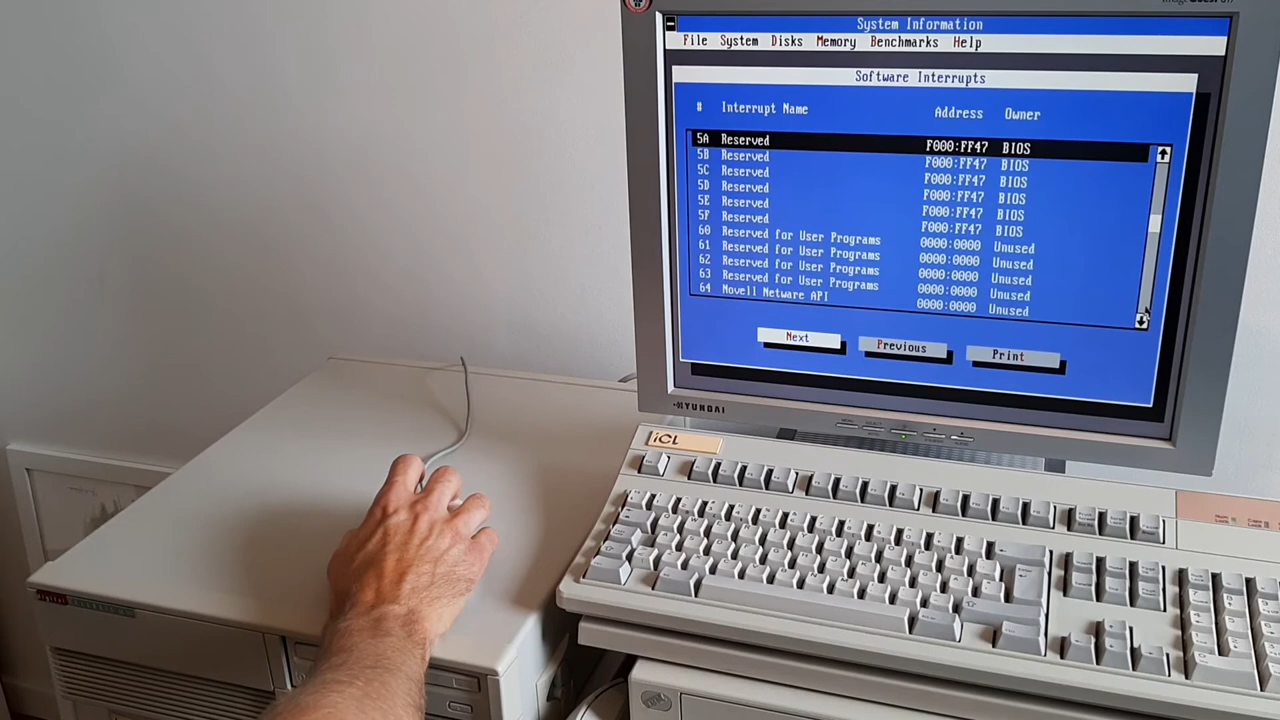 ImageQuest
System Information
File System Disks Memory Benchmarks Help
Software Interrupts
# Interrupt Name Address Owner
5A Reserved F000:FF47 BIOS
5B Reserved F000:FF47 BIOS
5C Reserved F000:FF47 BIOS
5D Reserved F000:FF47 BIOS
5E Reserved F000:FF47 BIOS
5F Reserved F000:FF47 BIOS
60 Reserved for User Programs 0000:0000 Unused
61 Reserved for User Programs 0000:0000 Unused
62 Reserved for User Programs 0000:0000 Unused
63 Reserved for User Programs 0000:0000 Unused
64 Novell Netware API 0000:0000 Unused
Next Previous Print
HYUNDAI
iCL